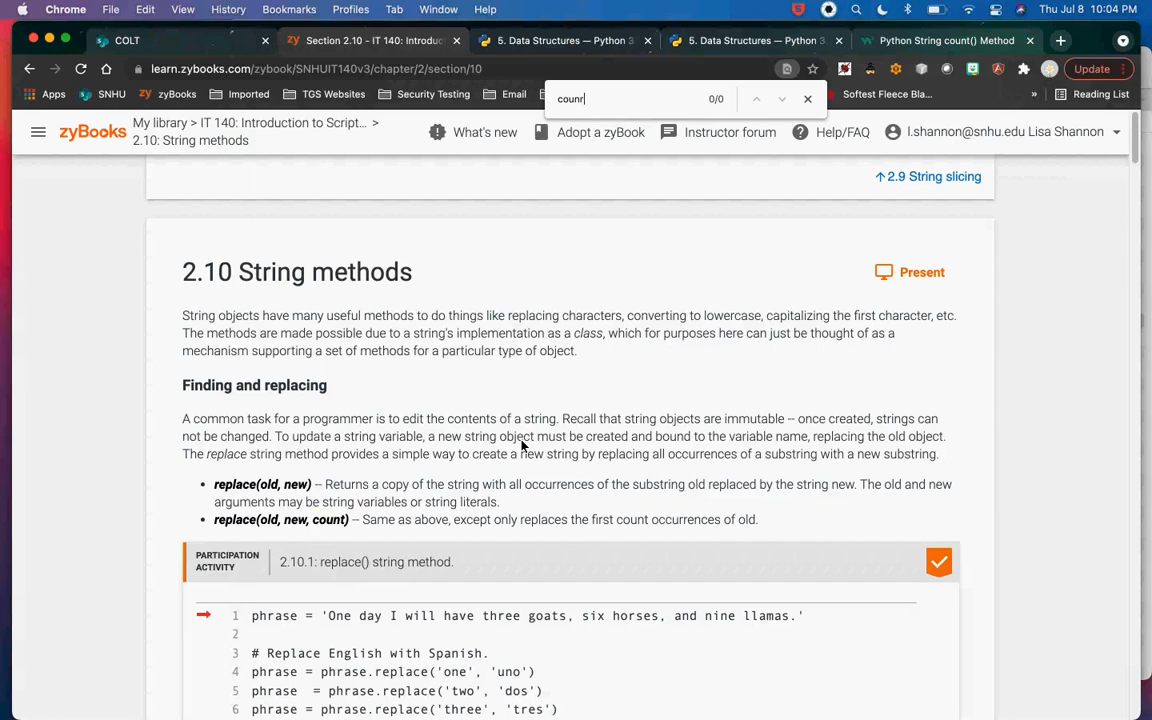 Chrome File Edit View History Bookmarks Profiles Tab Window Help Thu Jul 8 10:04 PM
COLT × Section 2.10 - IT 140: Introduc × 5. Data Structures — Python 3 × 5. Data Structures — Python 3 × Python String count() Method ×
learn.zybooks.com/zybook/SNHUIT140v3/chapter/2/section/10 Update
Apps SNHU zyBooks Wordpress TGS Websites Security Testing Email Softest Fleece Bla... Reading List
counr 0/0
zyBooks
My library > IT 140: Introduction to Script... >
2.10: String methods
What's new Adopt a zyBook Instructor forum Help/FAQ l.shannon@snhu.edu Lisa Shannon
↑ 2.9 String slicing
2.10 String methods
Present
String objects have many useful methods to do things like replacing characters, converting to lowercase, capitalizing the first character, etc.
The methods are made possible due to a string's implementation as a class, which for purposes here can just be thought of as a
mechanism supporting a set of methods for a particular type of object.
Finding and replacing
A common task for a programmer is to edit the contents of a string. Recall that string objects are immutable -- once created, strings can
not be changed. To update a string variable, a new string object must be created and bound to the variable name, replacing the old object.
The replace string method provides a simple way to create a new string by replacing all occurrences of a substring with a new substring.
• replace(old, new) -- Returns a copy of the string with all occurrences of the substring old replaced by the string new. The old and new
arguments may be string variables or string literals.
• replace(old, new, count) -- Same as above, except only replaces the first count occurrences of old.
PARTICIPATION
ACTIVITY
2.10.1: replace() string method.
1 phrase = 'One day I will have three goats, six horses, and nine llamas.'
2
3 # Replace English with Spanish.
4 phrase = phrase.replace('one', 'uno')
5 phrase  = phrase.replace('two', 'dos')
6 phrase = phrase.replace('three', 'tres')